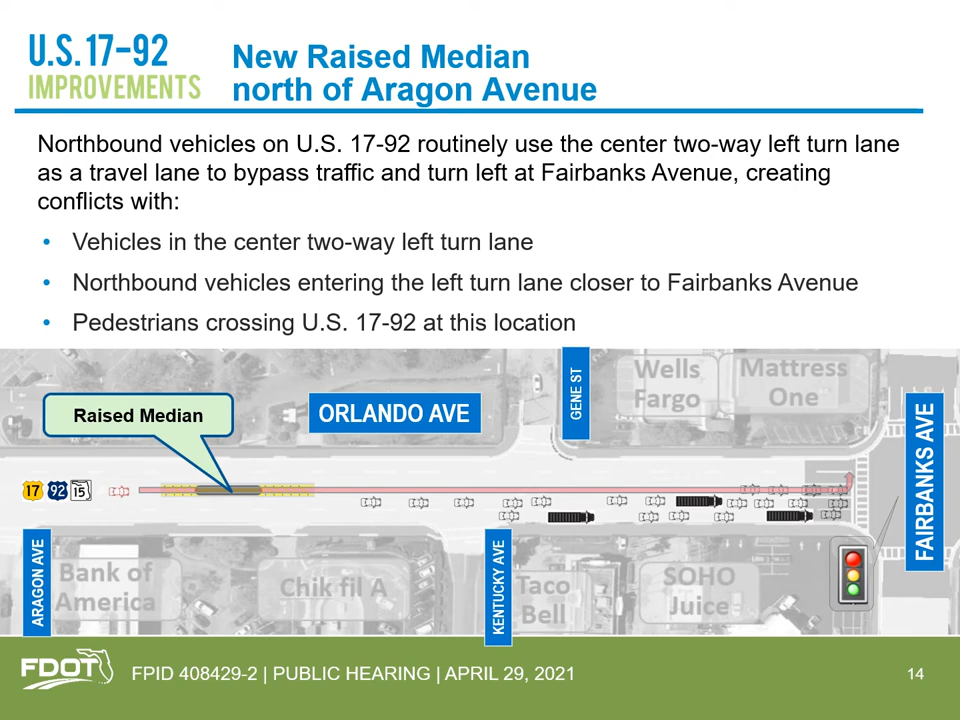 U.S. 17-92
IMPROVEMENTS
New Raised Median
north of Aragon Avenue
Northbound vehicles on U.S. 17-92 routinely use the center two-way left turn lane
as a travel lane to bypass traffic and turn left at Fairbanks Avenue, creating
conflicts with:
• Vehicles in the center two-way left turn lane
• Northbound vehicles entering the left turn lane closer to Fairbanks Avenue
• Pedestrians crossing U.S. 17-92 at this location
Raised Median
ORLANDO AVE
GENE ST
Wells
Fargo
Mattress
One
FAIRBANKS AVE
17 92 15
ARAGON AVE
Bank of
America
Chik fil A
KENTUCKY AVE
Taco
Bell
SOHO
Juice
FDOT
FPID 408429-2 | PUBLIC HEARING | APRIL 29, 2021
14